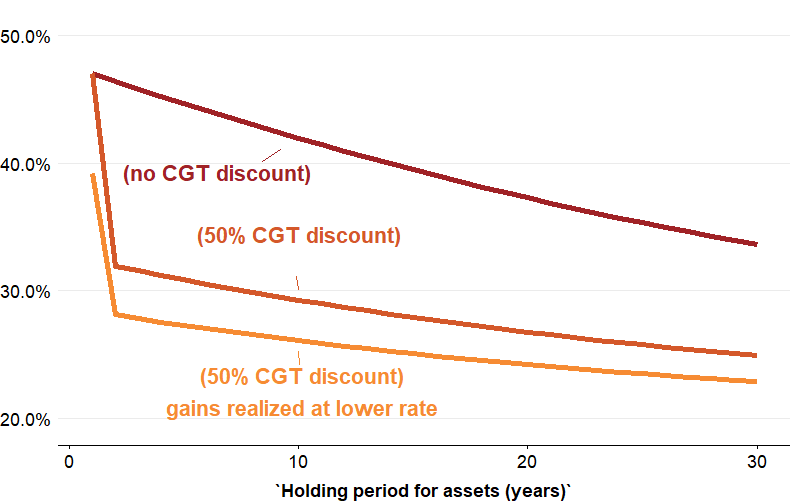 50.0%
(no CGT discount)
40.0%
(50% CGT discount)
30.0%
(50% CGT discount)
gains realized at lower rate
20.0%
0 10 20 30
`Holding period for assets (years)`